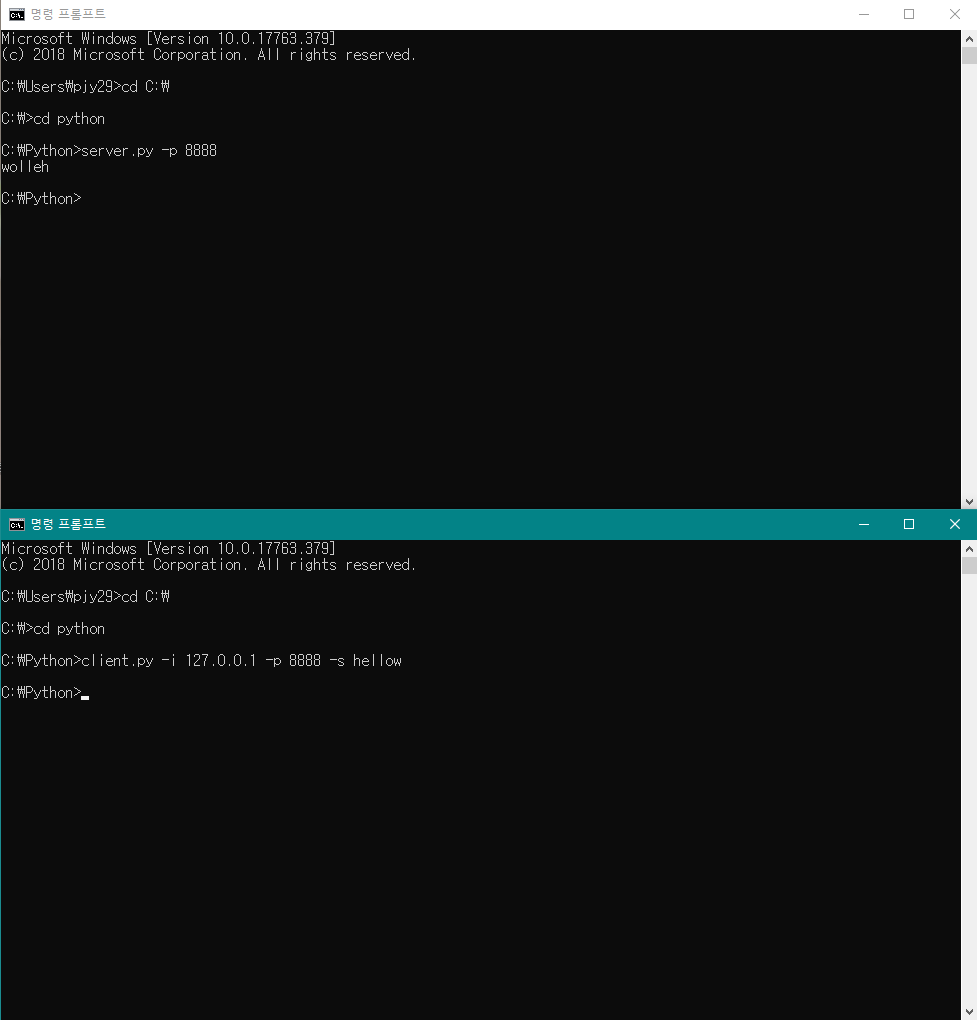 명령 프롬프트
Microsoft Windows [Version 10.0.17763.379]
(c) 2018 Microsoft Corporation. All rights reserved.
C:₩Users₩pjy29>cd C:₩
C:₩>cd python
C:₩Python>server.py -p 8888
wolleh
C:₩Python>
명령 프롬프트
Microsoft Windows [Version 10.0.17763.379]
(c) 2018 Microsoft Corporation. All rights reserved.
C:₩Users₩pjy29>cd C:₩
C:₩>cd python
C:₩Python>client.py -i 127.0.0.1 -p 8888 -s hellow
C:₩Python>